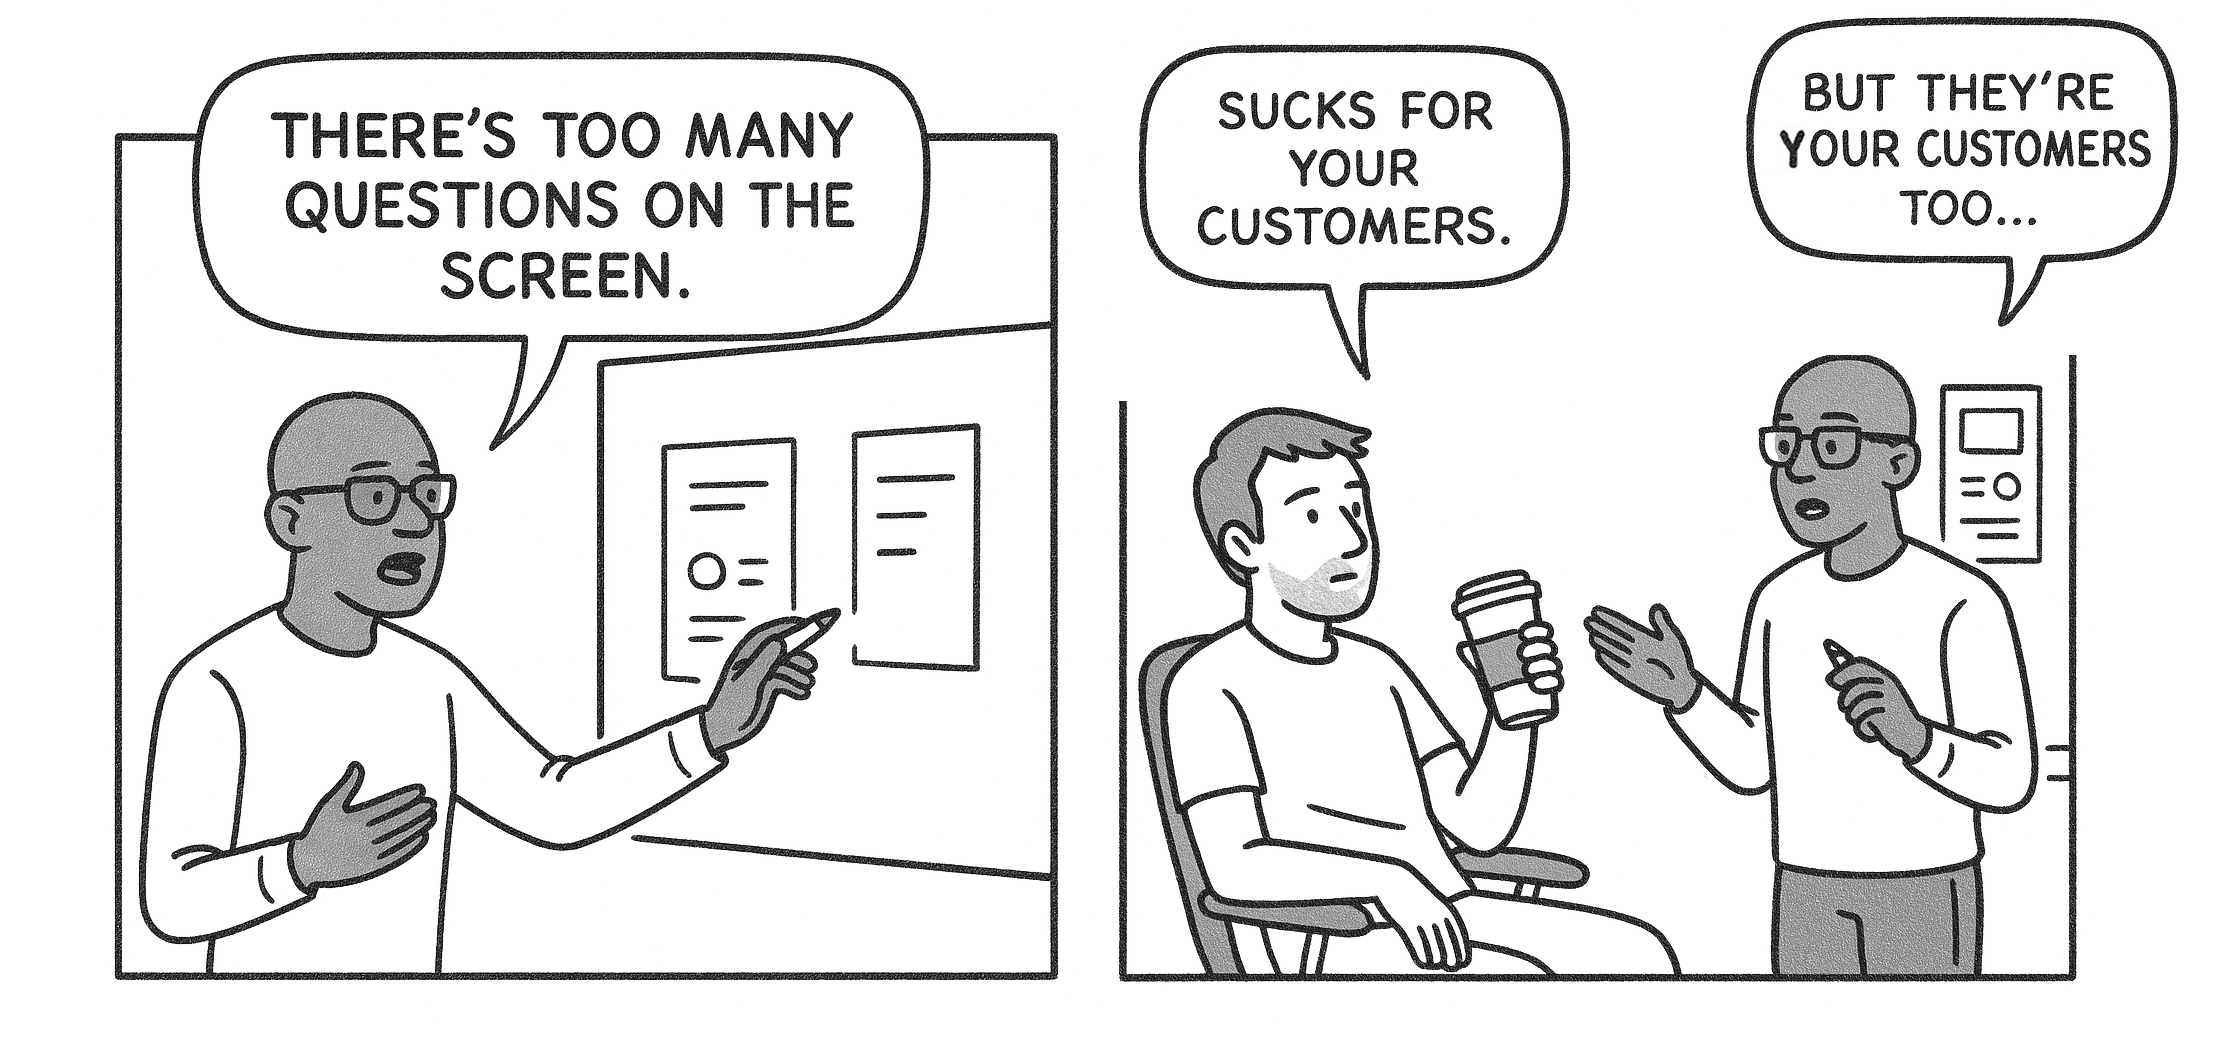 THERE'S TOO MANY
QUESTIONS ON THE
SCREEN.
SUCKS FOR
YOUR
CUSTOMERS.
BUT THEY'RE
YOUR CUSTOMERS
TOO...